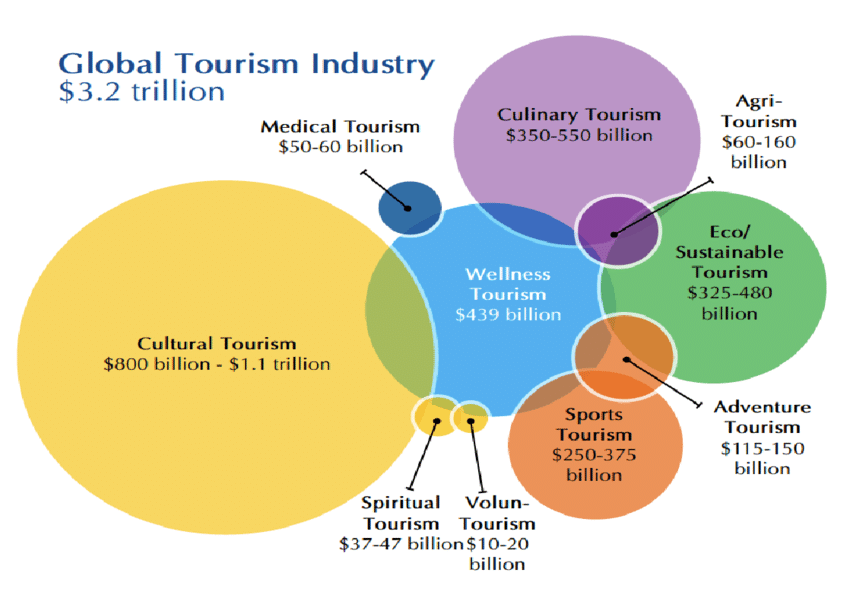 Global Tourism Industry
$3.2 trillion
Medical Tourism
$50-60 billion
Culinary Tourism
$350-550 billion
Agri-
Tourism
$60-160
billion
Wellness
Tourism
$439 billion
Eco/
Sustainable
Tourism
$325-480
billion
Cultural Tourism
$800 billion - $1.1 trillion
Sports
Tourism
$250-375
billion
Adventure
Tourism
$115-150
billion
Spiritual
Tourism
$37-47 billion
Volun-
Tourism
$10-20
billion